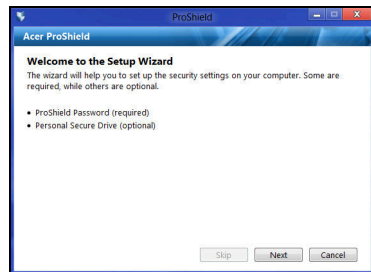 ProShield
Acer ProShield
Welcome to the Setup Wizard
The wizard will help you to set up the security settings on your computer. Some are
required, while others are optional.
• ProShield Password (required)
• Personal Secure Drive (optional)
Skip Next Cancel